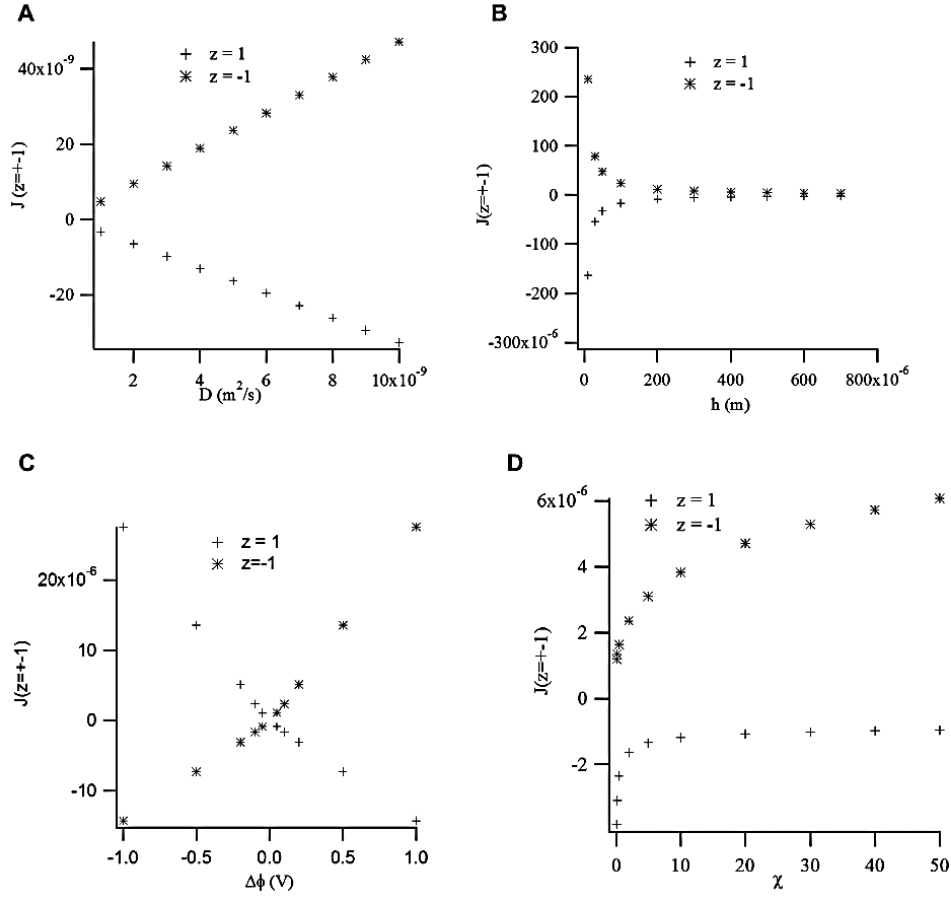 A
+ z = 1
✳ z = -1
40x10⁻⁹
20
0
-20
J (z=+-1)
2
4
6
8
10x10⁻⁹
D (m²/s)
B
+ z = 1
✳ z = -1
300
200
100
0
-100
-200
-300x10⁻⁶
J(z=+-1)
0
200
400
600
800x10⁻⁶
h (m)
C
+ z = 1
✳ z=-1
20x10⁻⁶
10
0
-10
J(z=+-1)
-1.0
-0.5
0.0
0.5
1.0
Δϕ (V)
D
+ z = 1
✳ z = -1
6x10⁻⁶
4
2
0
-2
J(z=+-1)
0
10
20
30
40
50
χ